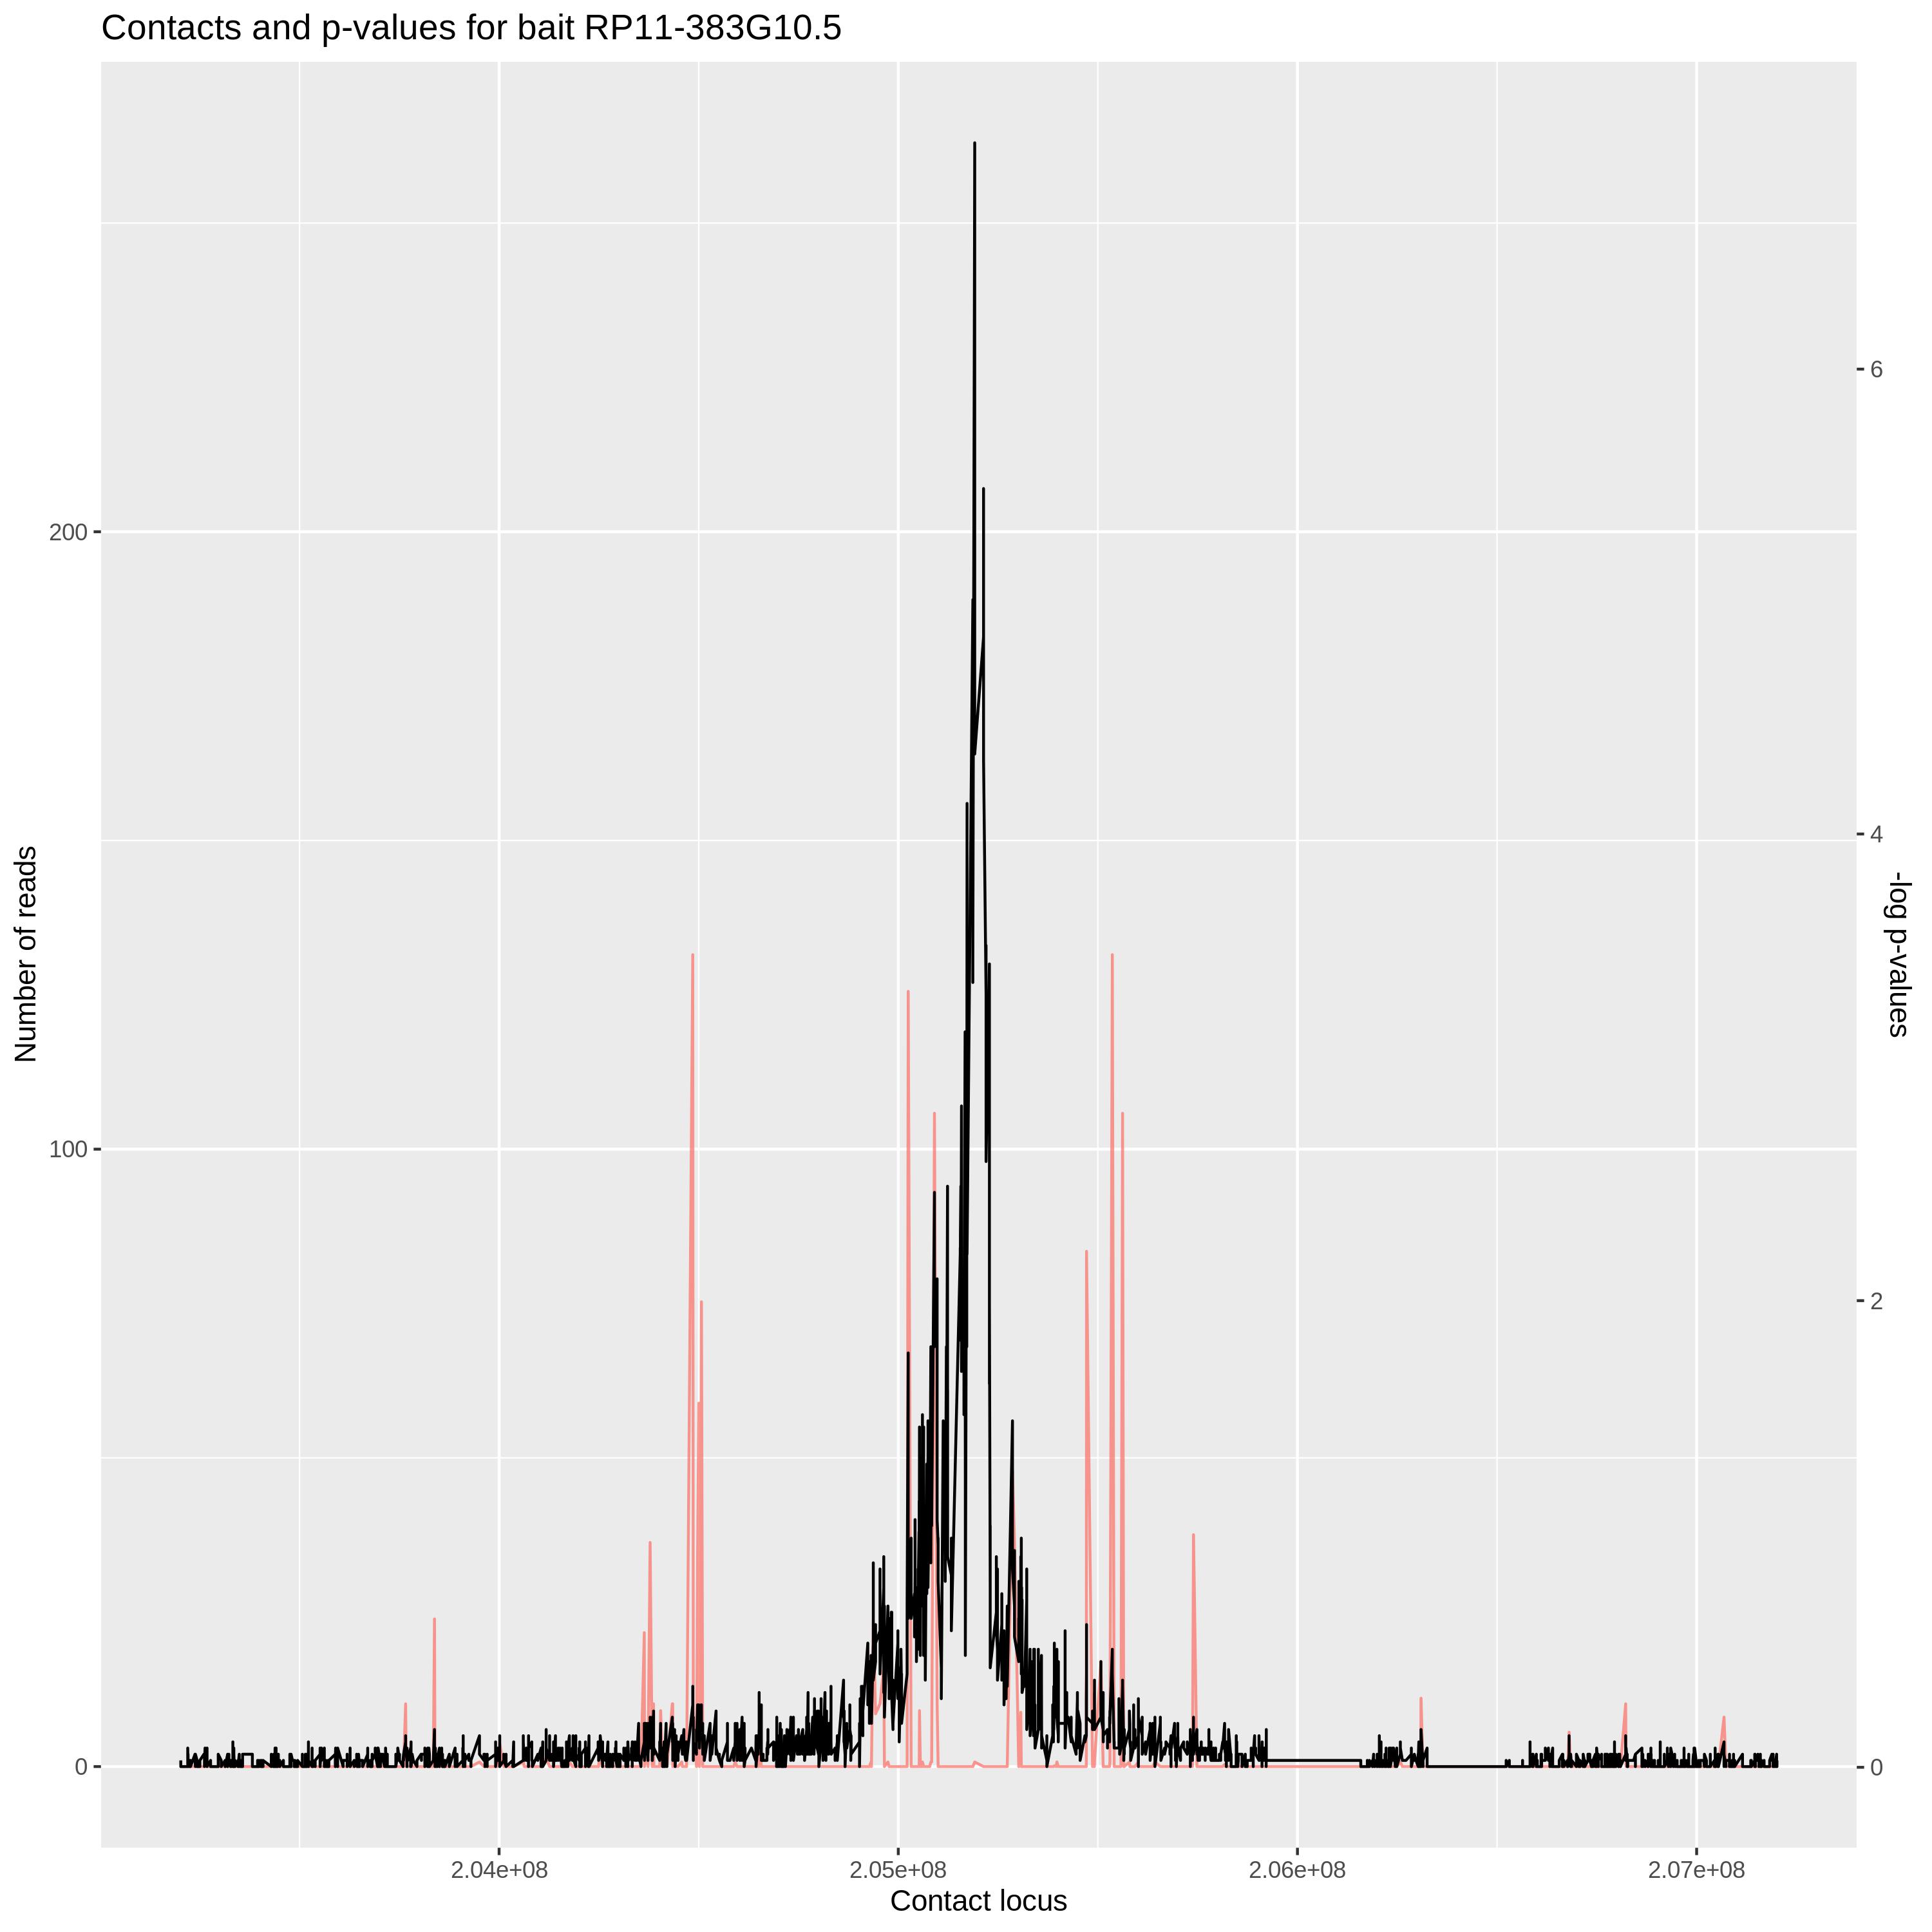 Contacts and p-values for bait RP11-383G10.5
200
100
0
Number of reads
6
4
2
0
-log p-values
2.04e+08
2.05e+08
2.06e+08
2.07e+08
Contact locus